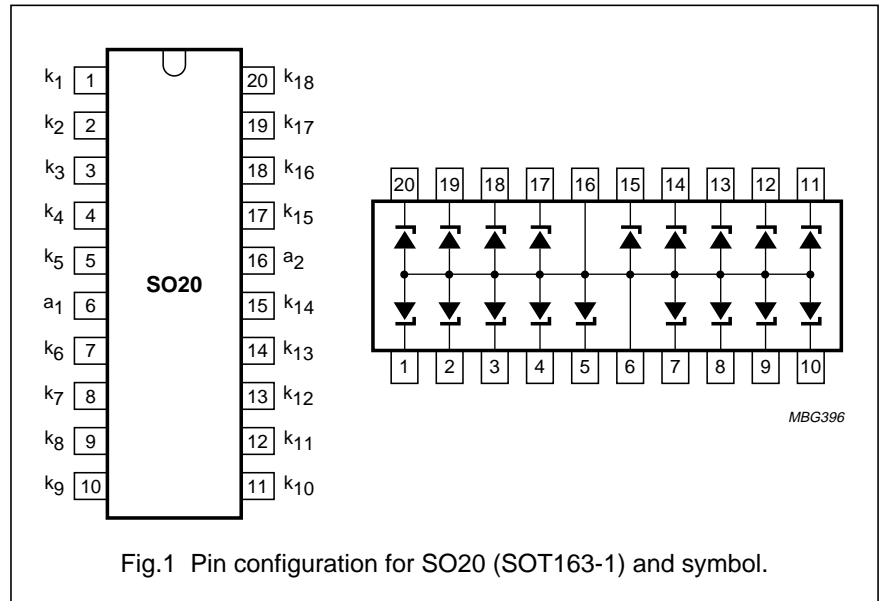 k1 1 20 k18
k2 2 19 k17
k3 3 18 k16
k4 4 17 k15
k5 5 16 a2
SO20
a1 6 15 k14
k6 7 14 k13
k7 8 13 k12
k8 9 12 k11
k9 10 11 k10
20 19 18 17 16 15 14 13 12 11
1 2 3 4 5 6 7 8 9 10
MBG396
Fig.1 Pin configuration for SO20 (SOT163-1) and symbol.